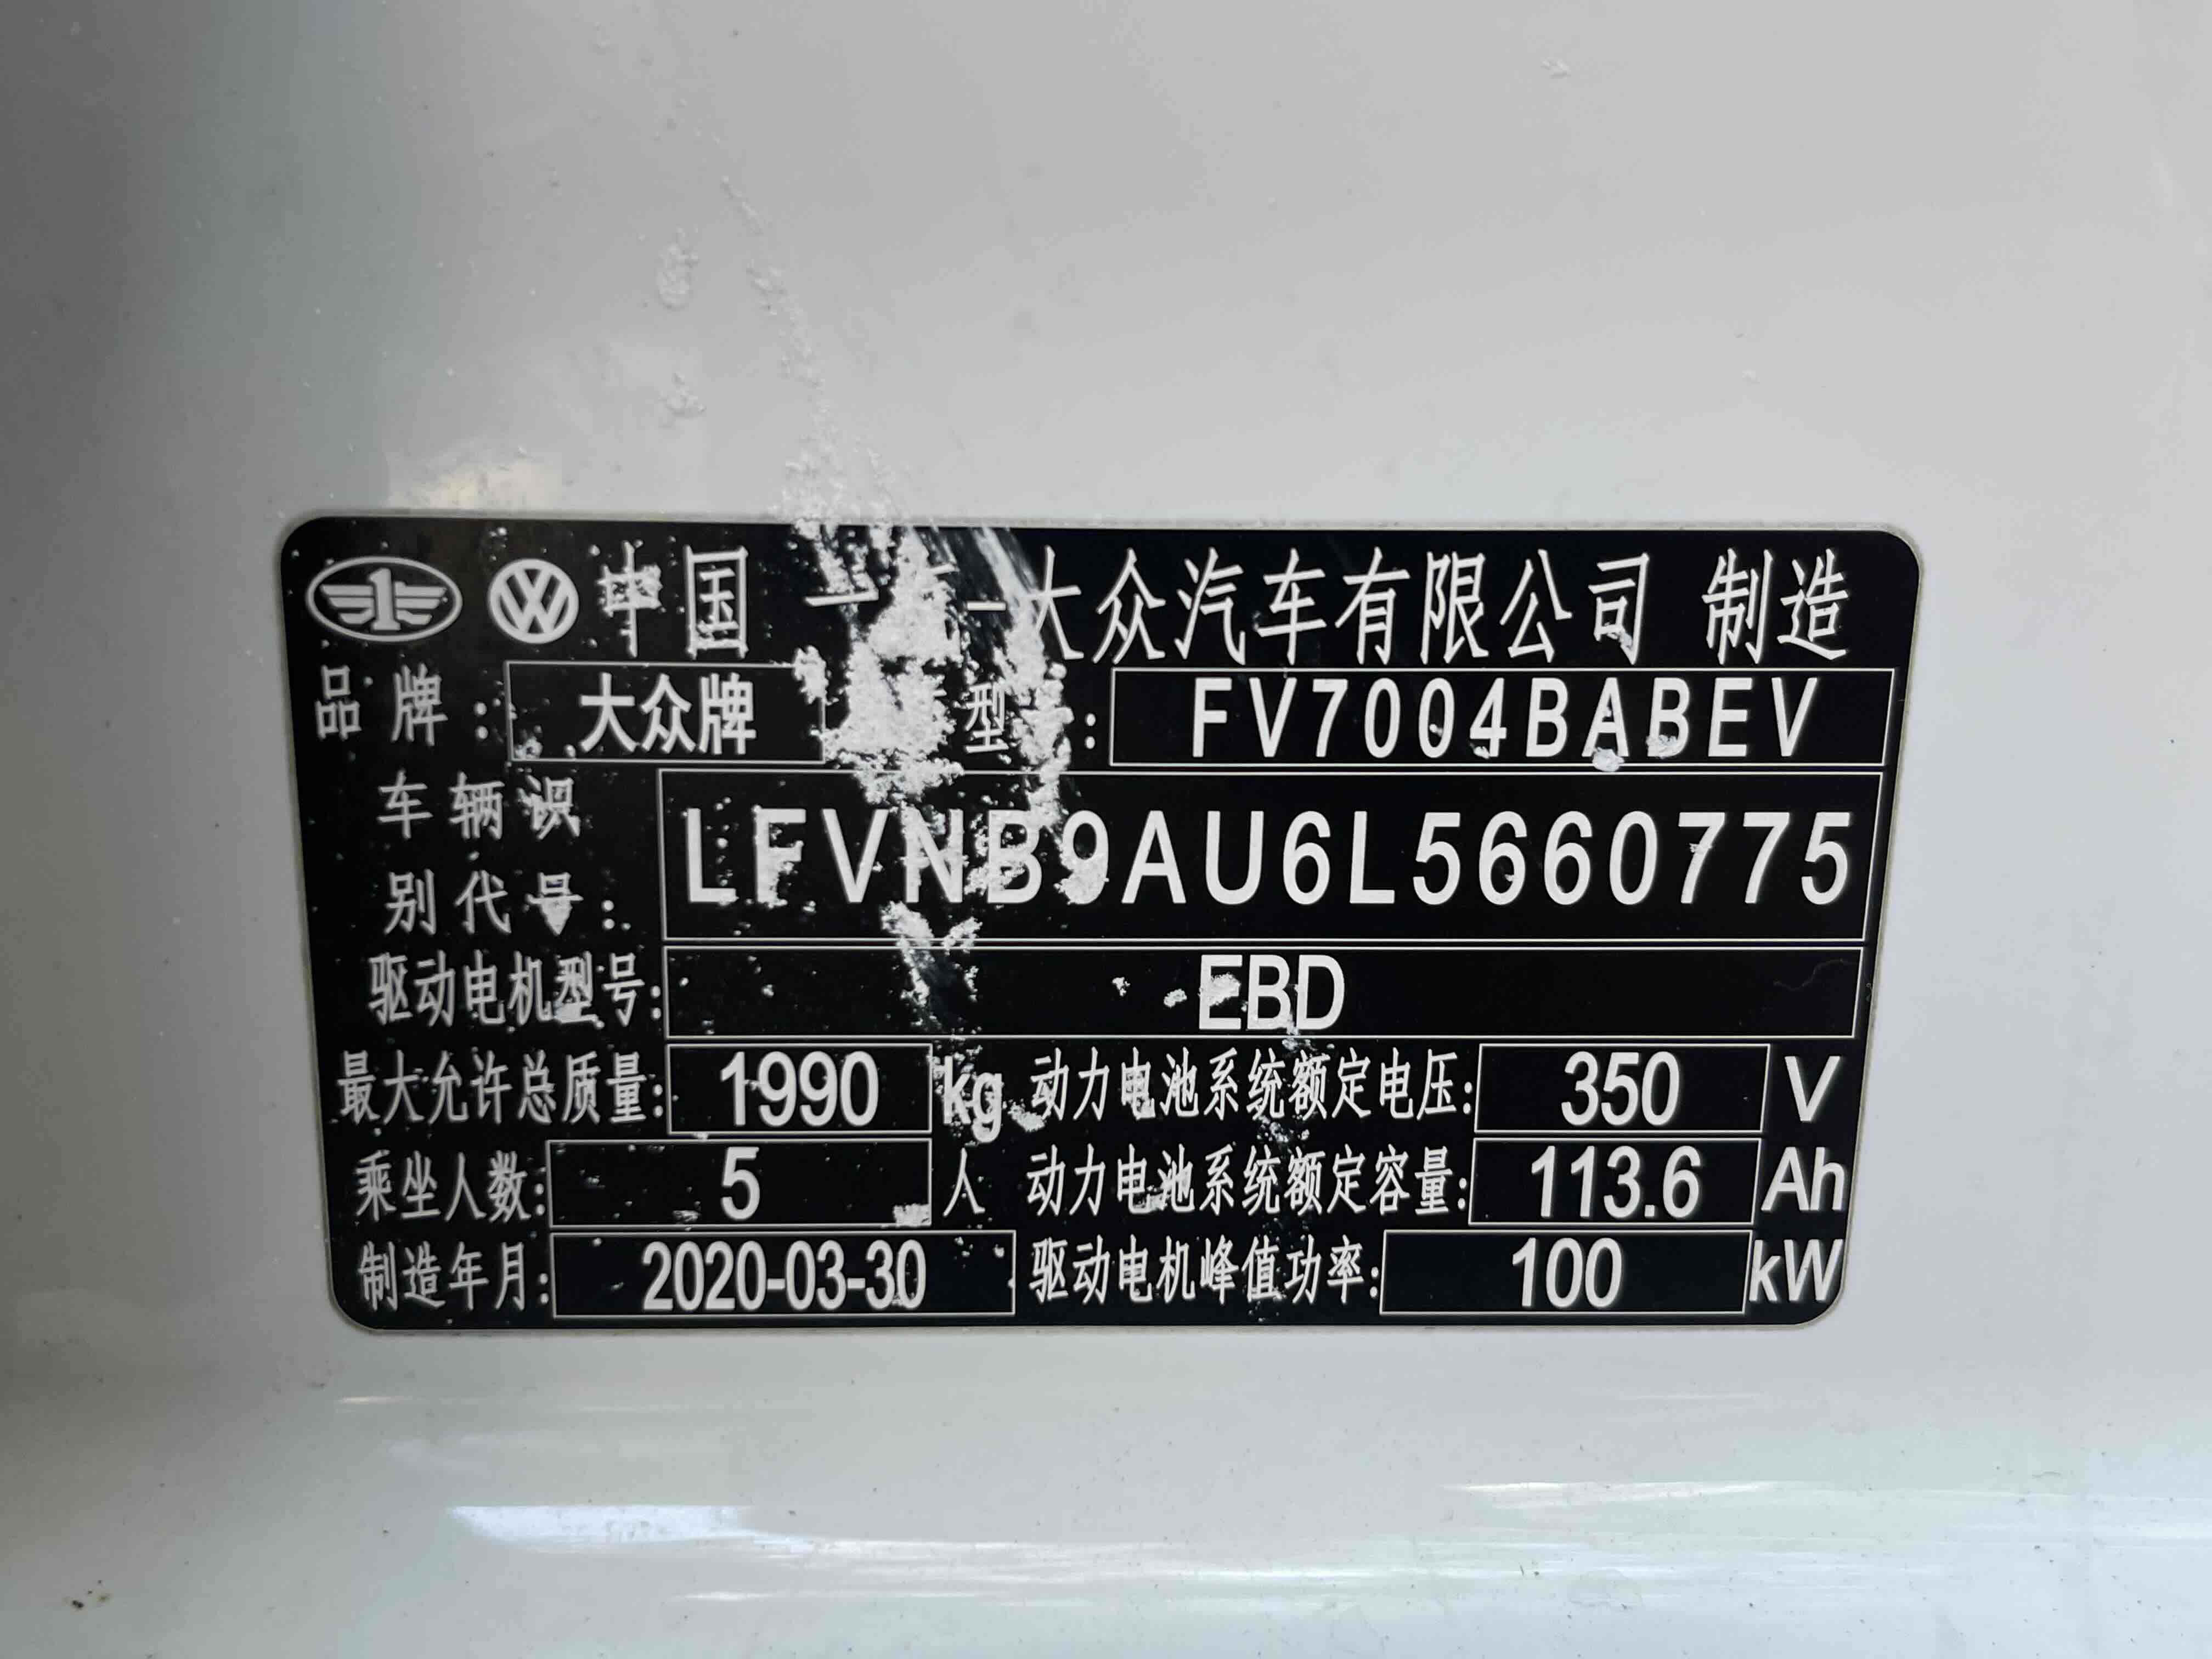 中国 一汽-大众汽车有限公司 制造
品牌: 大众牌 型号: FV7004BABEV
车辆识别代号: LFVNB9AU6L5660775
驱动电机型号: EBD
最大允许总质量: 1990 kg 动力电池系统额定电压: 350 V
乘坐人数: 5 人 动力电池系统额定容量: 113.6 Ah
制造年月: 2020-03-30 驱动电机峰值功率: 100 kW